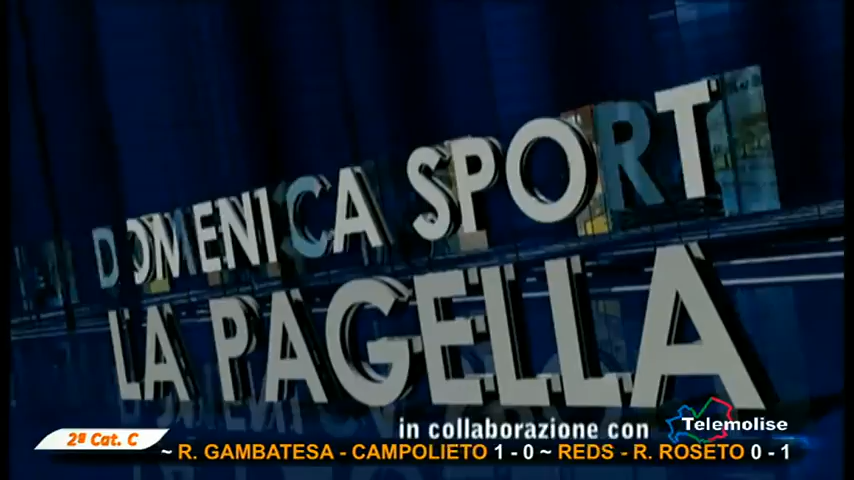 DOMENICA SPORT
LA PAGELLA
in collaborazione con Telemolise
2ª Cat. C
~ R. GAMBATESA - CAMPOLIETO 1 - 0 ~ REDS - R. ROSETO 0 - 1